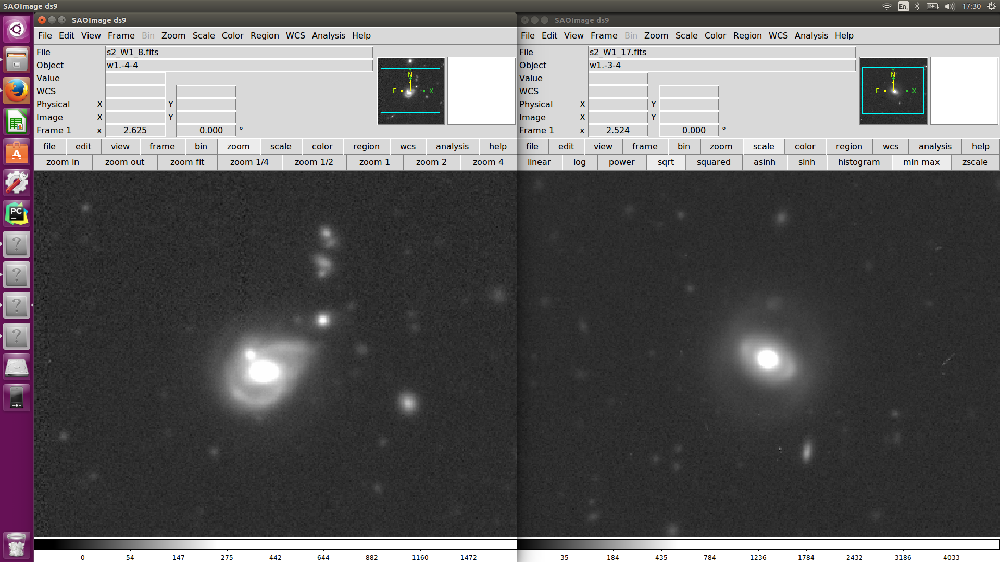 SAOImage ds9
En2
17:30
SAOImage ds9
File Edit View Frame Bin Zoom Scale Color Region WCS Analysis Help
File s2_W1_8.fits
Object w1.-4-4
Value
WCS
Physical X Y
Image X Y
Frame 1 x 2.625 0.000 °
Y
N
E X
file edit view frame bin zoom scale color region wcs analysis help
zoom in zoom out zoom fit zoom 1/4 zoom 1/2 zoom 1 zoom 2 zoom 4
-0 54 147 275 442 644 882 1160 1472
SAOImage ds9
File Edit View Frame Bin Zoom Scale Color Region WCS Analysis Help
File s2_W1_17.fits
Object w1.-3-4
Value
WCS
Physical X Y
Image X Y
Frame 1 x 2.524 0.000 °
Y
N
E X
file edit view frame bin zoom scale color region wcs analysis help
linear log power sqrt squared asinh sinh histogram min max zscale
35 184 435 784 1236 1784 2432 3186 4033
PC
?
?
?
?